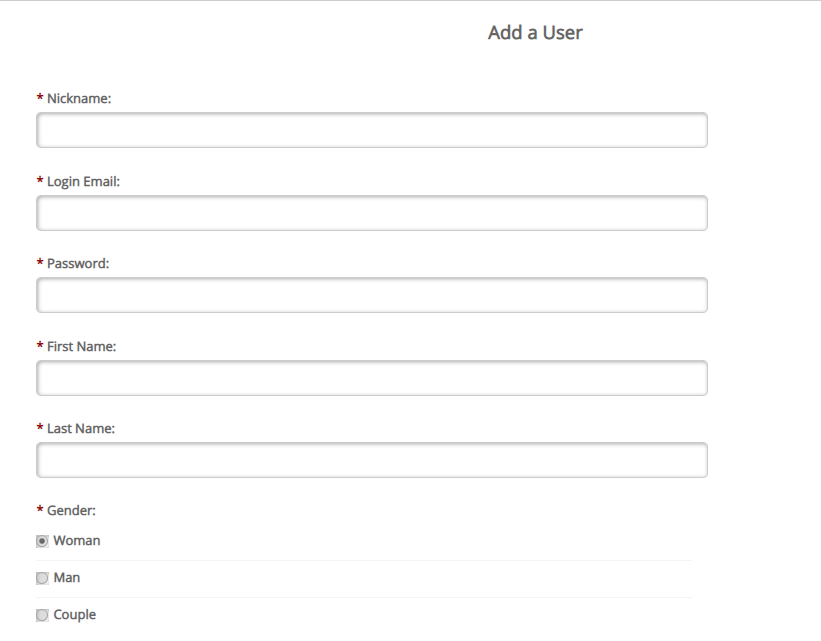 Add a User
* Nickname:
* Login Email:
* Password:
* First Name:
* Last Name:
* Gender:
Woman
Man
Couple